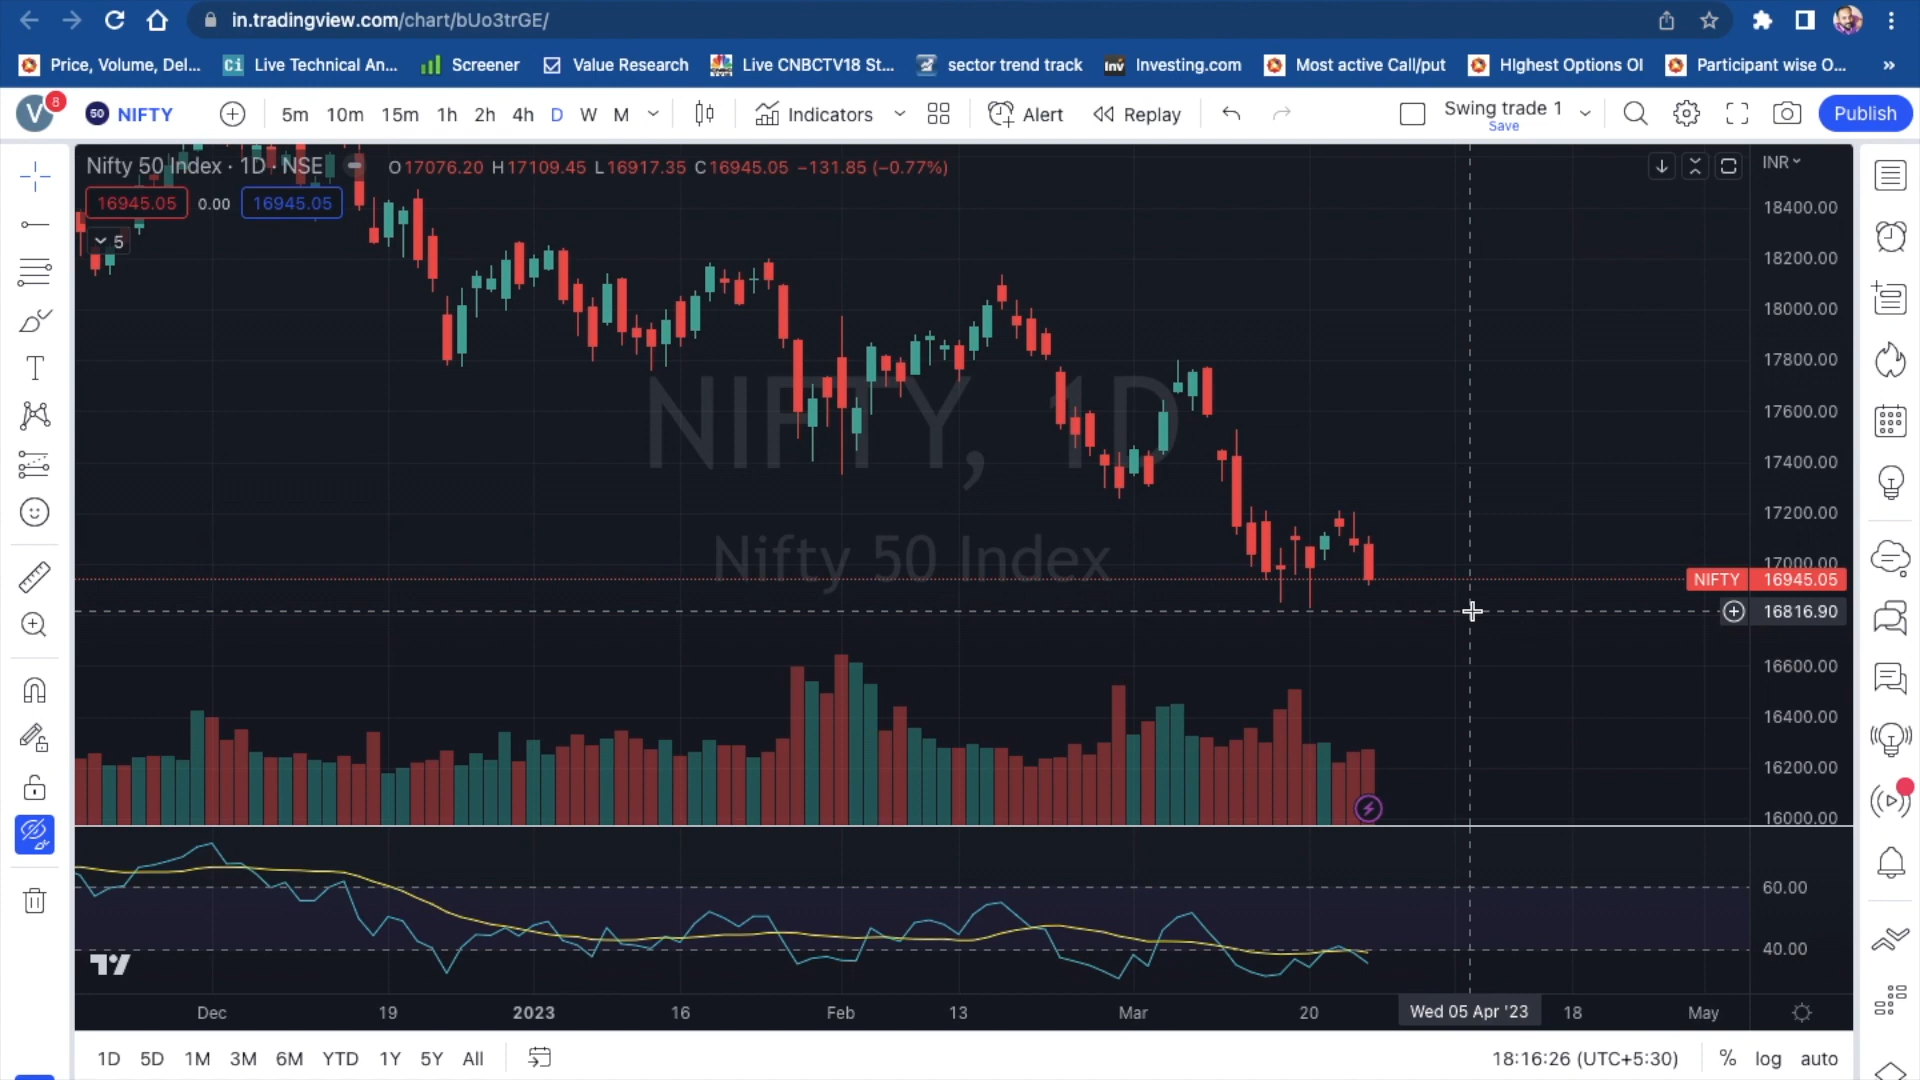 in.tradingview.com/chart/bUo3trGE/
Price, Volume, Del...
Ci Live Technical An...
Screener
Value Research
Live CNBCTV18 St...
sector trend track
Inv Investing.com
Most active Call/put
HIghest Options OI
Participant wise O...
»
V 8
50 NIFTY
5m 10m 15m 1h 2h 4h D W M
Indicators
Alert
Replay
Swing trade 1
Save
Publish
Nifty 50 Index · 1D · NSE
O17076.20 H17109.45 L16917.35 C16945.05 −131.85 (−0.77%)
INR
16945.05 0.00 16945.05
5
18400.00
18200.00
18000.00
17800.00
17600.00
17400.00
17200.00
17000.00
NIFTY 16945.05
16816.90
16600.00
16400.00
16200.00
16000.00
NIFTY, 1D
Nifty 50 Index
60.00
40.00
Dec 19 2023 16 Feb 13 Mar 20 Wed 05 Apr '23 18 May
1D 5D 1M 3M 6M YTD 1Y 5Y All
18:16:26 (UTC+5:30) % log auto